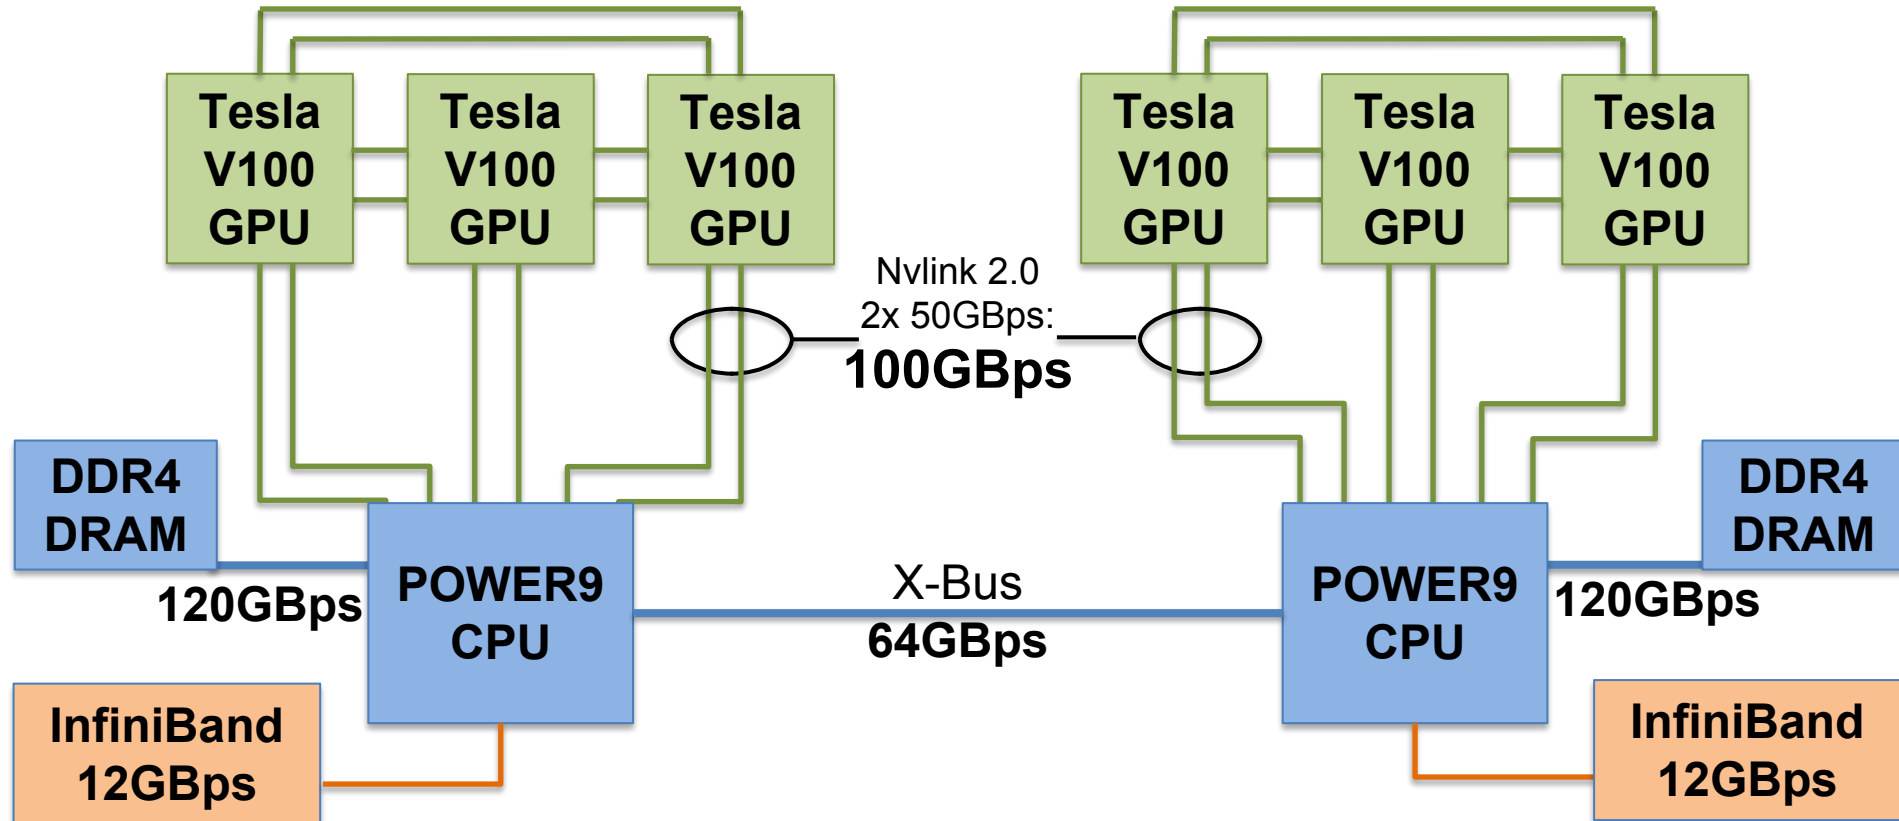 Tesla
V100
GPU
Tesla
V100
GPU
Tesla
V100
GPU
Tesla
V100
GPU
Tesla
V100
GPU
Tesla
V100
GPU
Nvlink 2.0
2x 50GBps:
100GBps
DDR4
DRAM
120GBps
POWER9
CPU
X-Bus
64GBps
POWER9
CPU
DDR4
DRAM
120GBps
InfiniBand
12GBps
InfiniBand
12GBps